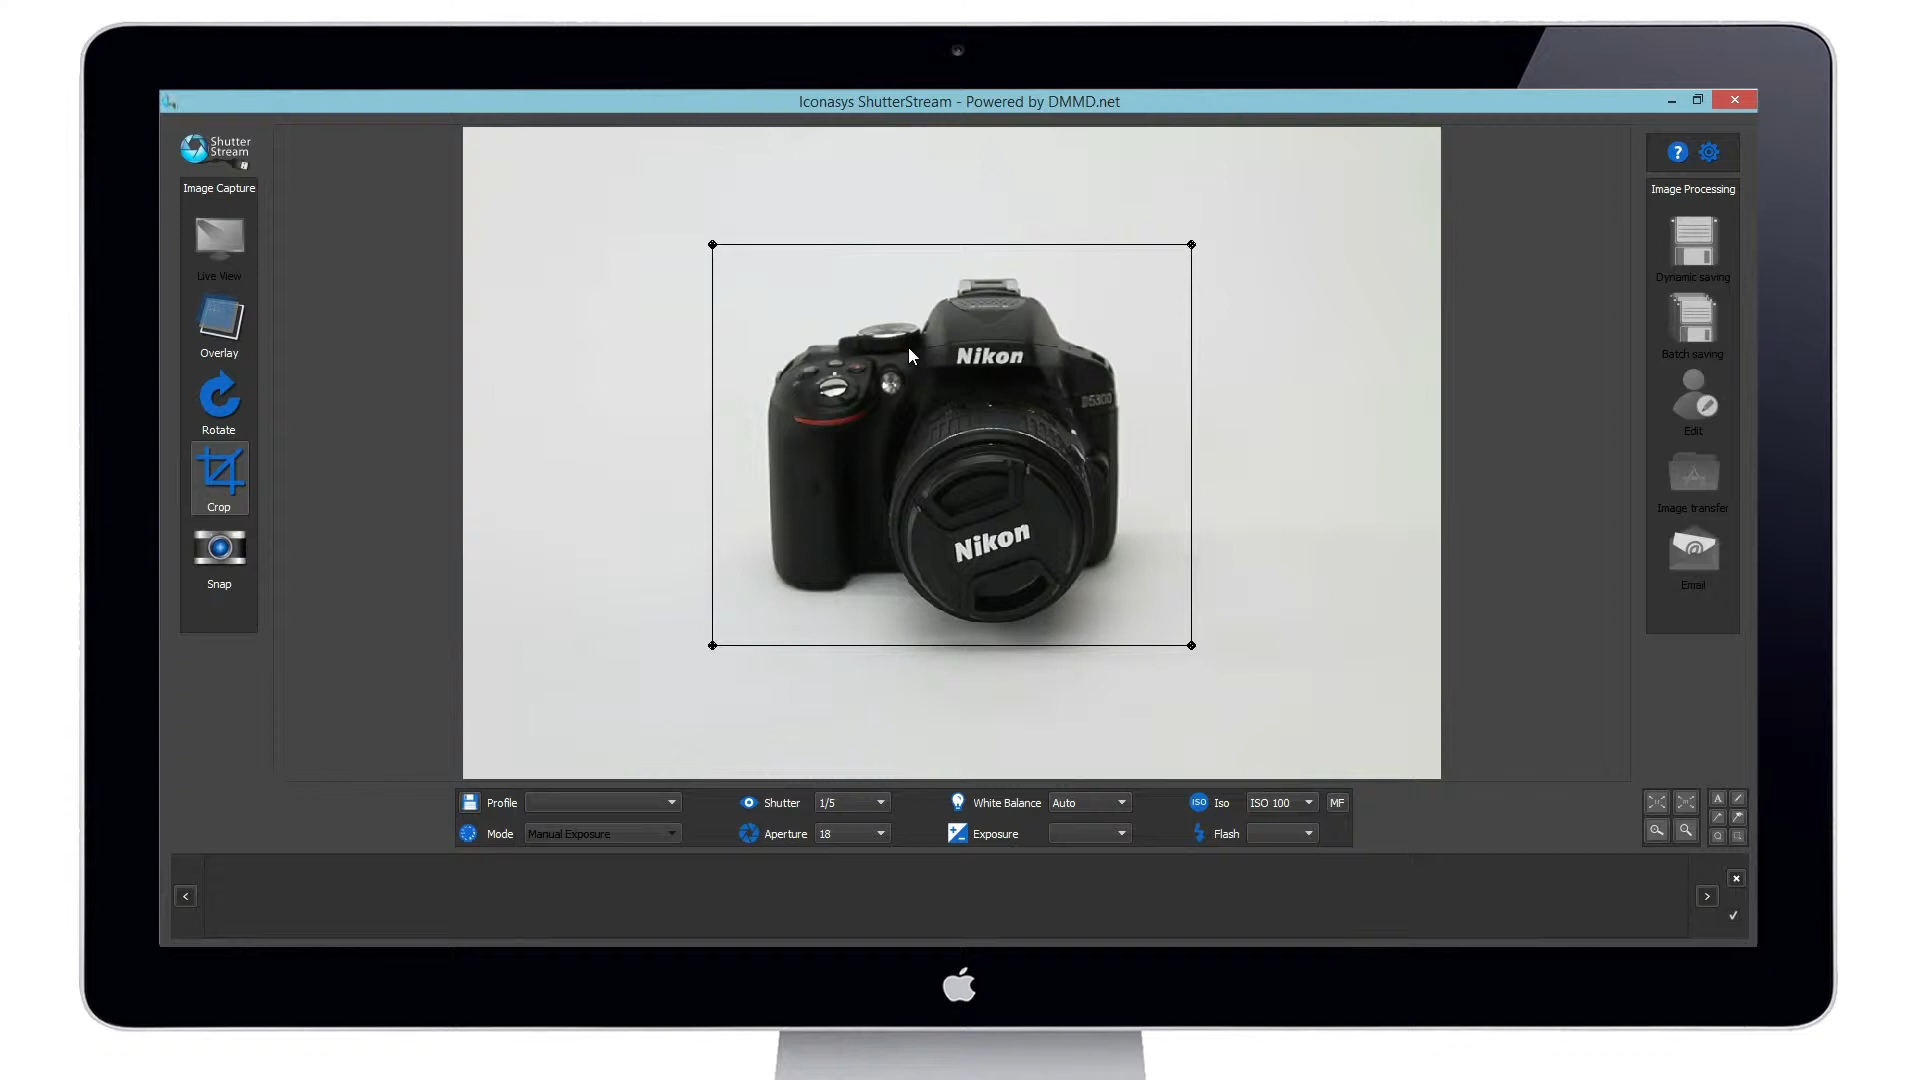 Iconasys ShutterStream - Powered by DMMD.net
Shutter
Stream
Image Capture
Live View
Overlay
Rotate
Crop
Snap
Nikon
D5300
Nikon
?
Image Processing
Dynamic saving
Batch saving
Edit
Image transfer
Email
Profile
Shutter 1/5
White Balance Auto
ISO Iso ISO 100 MF
Mode Manual Exposure
Aperture 18
Exposure
Flash
A